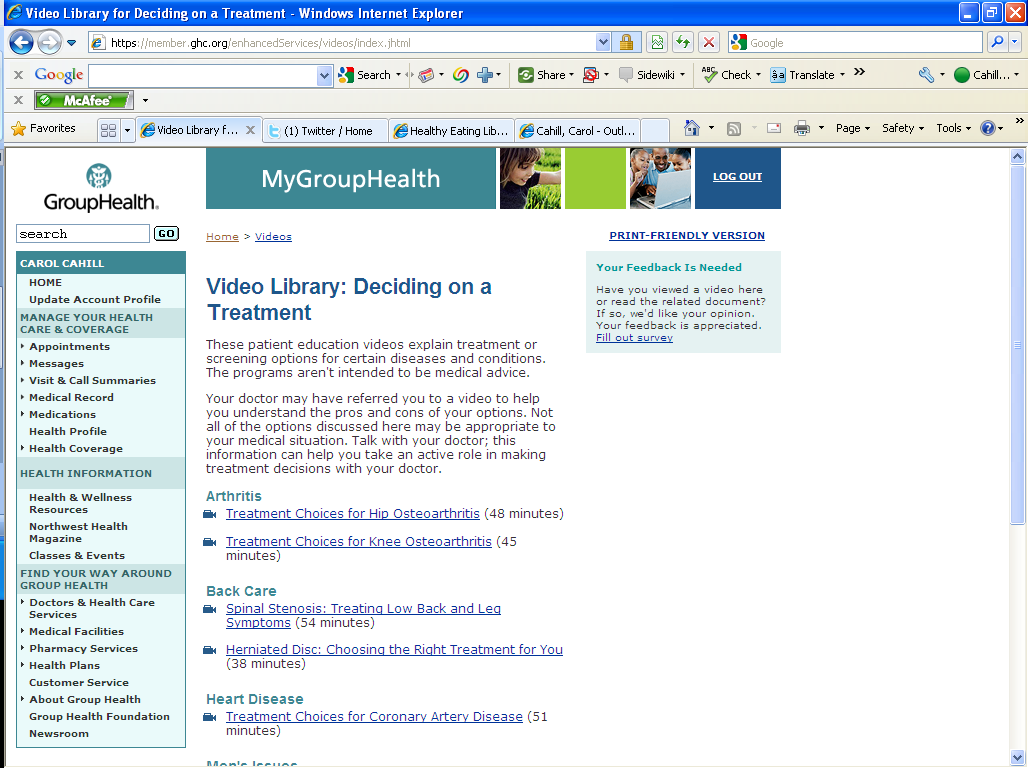 Video Library for Deciding on a Treatment - Windows Internet Explorer
https://member.ghc.org/enhancedServices/videos/index.jhtml
Google
x Google Search Share Sidewiki ABC Check Translate » Cahill...
x McAfee
Favorites Video Library f... X (1) Twitter / Home Healthy Eating Lib... Cahill, Carol - Outl... Page Safety Tools »
GroupHealth.
MyGroupHealth
LOG OUT
search GO
Home > Videos
PRINT-FRIENDLY VERSION
CAROL CAHILL
HOME
Update Account Profile
MANAGE YOUR HEALTH
CARE & COVERAGE
Appointments
Messages
Visit & Call Summaries
Medical Record
Medications
Health Profile
Health Coverage
HEALTH INFORMATION
Health & Wellness
Resources
Northwest Health
Magazine
Classes & Events
FIND YOUR WAY AROUND
GROUP HEALTH
Doctors & Health Care
Services
Medical Facilities
Pharmacy Services
Health Plans
Customer Service
About Group Health
Group Health Foundation
Newsroom
Video Library: Deciding on a
Treatment
These patient education videos explain treatment or
screening options for certain diseases and conditions.
The programs aren't intended to be medical advice.
Your doctor may have referred you to a video to help
you understand the pros and cons of your options. Not
all of the options discussed here may be appropriate to
your medical situation. Talk with your doctor; this
information can help you take an active role in making
treatment decisions with your doctor.
Arthritis
Treatment Choices for Hip Osteoarthritis (48 minutes)
Treatment Choices for Knee Osteoarthritis (45
minutes)
Back Care
Spinal Stenosis: Treating Low Back and Leg
Symptoms (54 minutes)
Herniated Disc: Choosing the Right Treatment for You
(38 minutes)
Heart Disease
Treatment Choices for Coronary Artery Disease (51
minutes)
Men's Issues
Your Feedback Is Needed
Have you viewed a video here
or read the related document?
If so, we'd like your opinion.
Your feedback is appreciated.
Fill out survey